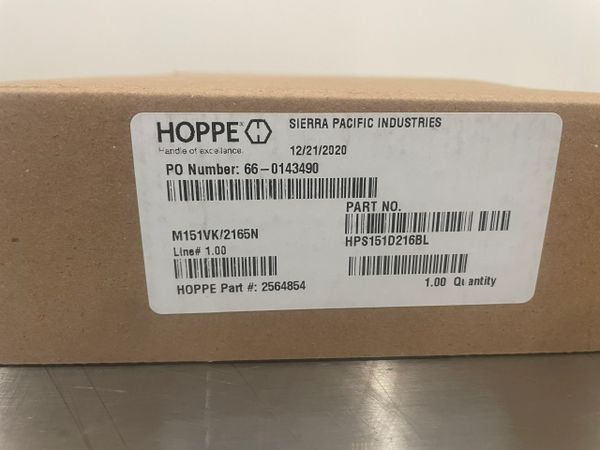 HOPPE®
Handle of excellence.
SIERRA PACIFIC INDUSTRIES
12/21/2020
PO Number: 66-0143490
PART NO.
M151VK/2165N
HPS151D216BL
Line# 1.00
HOPPE Part #: 2564854
1.00 Quantity